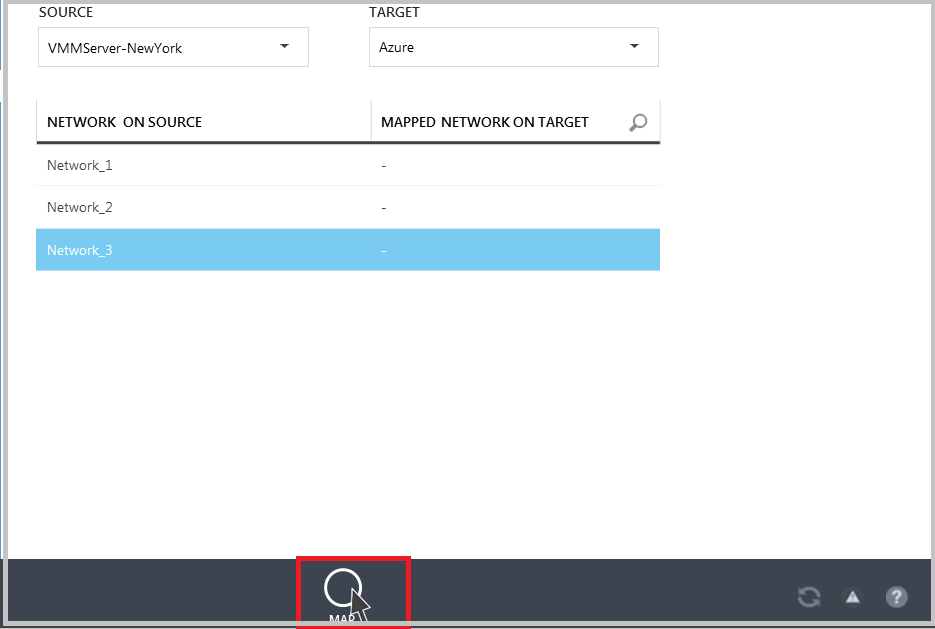 SOURCE TARGET
VMMServer-NewYork Azure
NETWORK ON SOURCE MAPPED NETWORK ON TARGET
Network_1 -
Network_2 -
Network_3 -
MAP
?